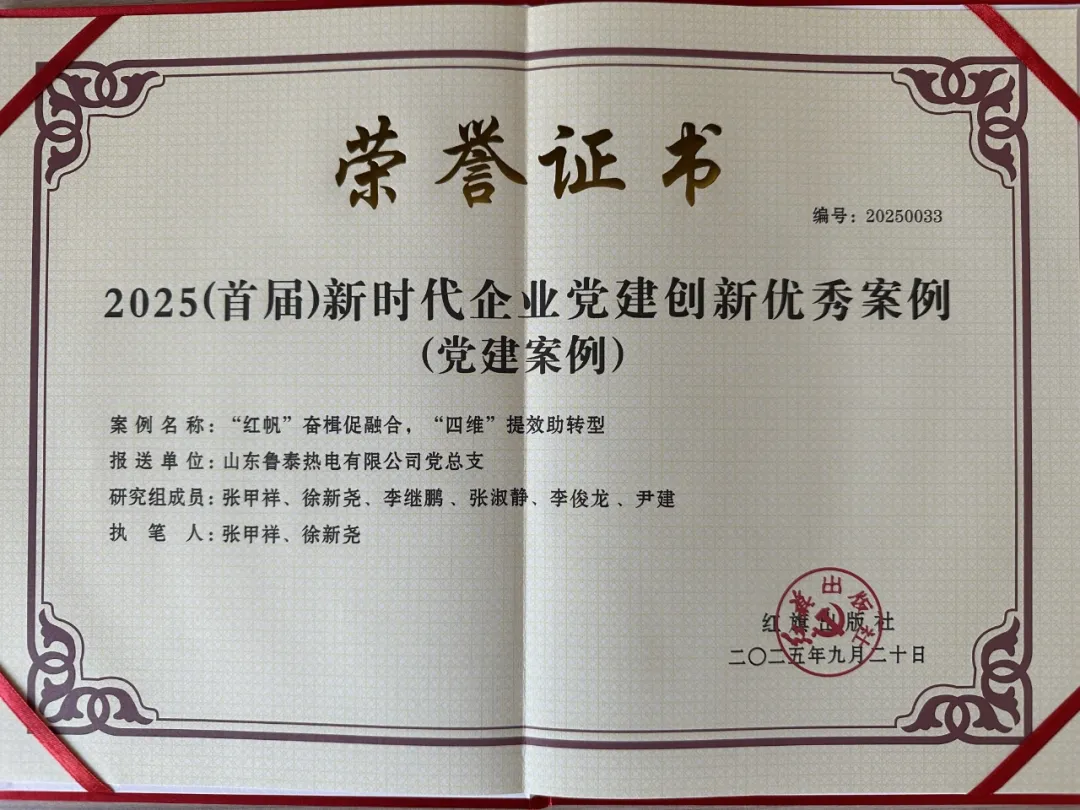 荣誉证书
编号：20250033
2025(首届)新时代企业党建创新优秀案例
(党建案例)
案例名称：“红帆”奋楫促融合，“四维”提效助转型
报送单位：山东鲁泰热电有限公司党总支
研究组成员：张甲祥、徐新尧、李继鹏、张淑静、李俊龙、尹建
执笔人：张甲祥、徐新尧
红旗出版社
红旗出版社
二〇二五年九月二十日